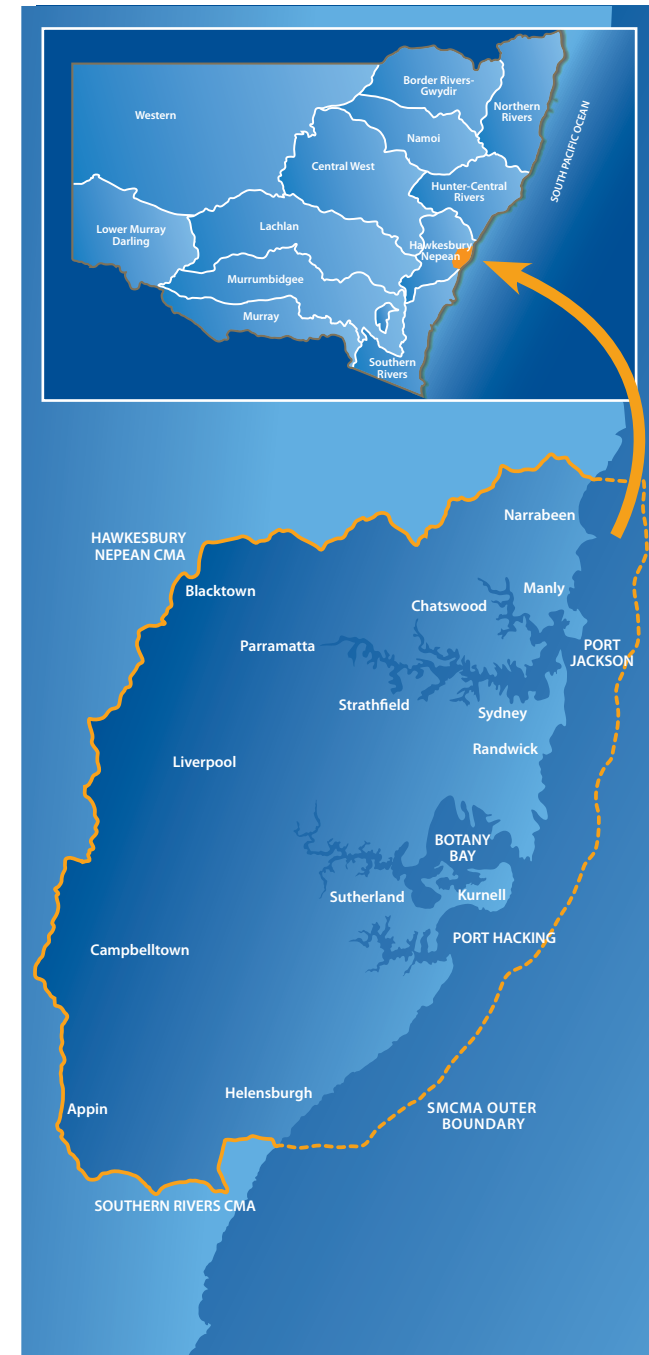 Border Rivers-
Gwydir
Northern
Rivers
Western
Namoi
SOUTH PACIFIC OCEAN
Central West
Hunter-Central
Rivers
Lower Murray
Darling
Lachlan
Hawkesbury
Nepean
Murrumbidgee
Murray
Southern
Rivers
Narrabeen
HAWKESBURY
NEPEAN CMA
Blacktown
Manly
Chatswood
Parramatta
PORT
JACKSON
Strathfield
Sydney
Randwick
Liverpool
BOTANY
BAY
Sutherland
Kurnell
PORT HACKING
Campbelltown
Helensburgh
Appin
SMCMA OUTER
BOUNDARY
SOUTHERN RIVERS CMA